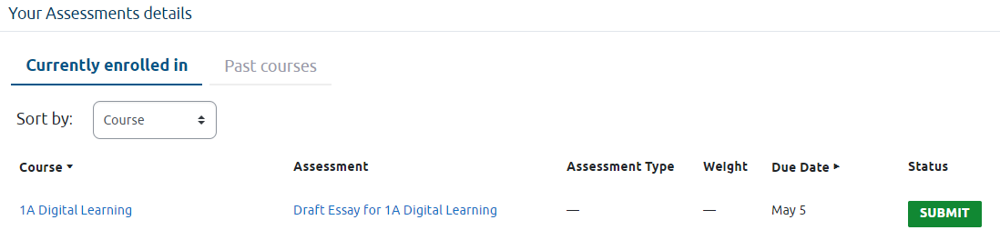 Your Assessments details
Currently enrolled in Past courses
Sort by: Course
Course Assessment Assessment Type Weight Due Date Status
1A Digital Learning Draft Essay for 1A Digital Learning — — May 5 SUBMIT